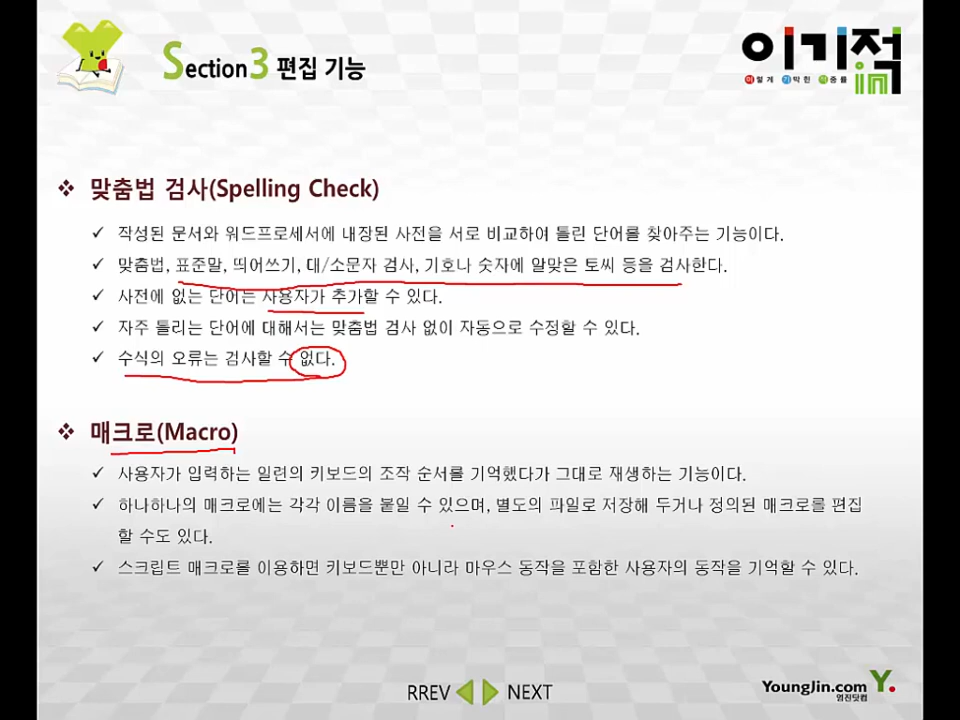 Section3 편집 기능
이기적in
이렇게 기막힌 적중률
❖ 맞춤법 검사(Spelling Check)
✓ 작성된 문서와 워드프로세서에 내장된 사전을 서로 비교하여 틀린 단어를 찾아주는 기능이다.
✓ 맞춤법, 표준말, 띄어쓰기, 대/소문자 검사, 기호나 숫자에 알맞은 토씨 등을 검사한다.
✓ 사전에 없는 단어는 사용자가 추가할 수 있다.
✓ 자주 틀리는 단어에 대해서는 맞춤법 검사 없이 자동으로 수정할 수 있다.
✓ 수식의 오류는 검사할 수 없다.
❖ 매크로(Macro)
✓ 사용자가 입력하는 일련의 키보드의 조작 순서를 기억했다가 그대로 재생하는 기능이다.
✓ 하나하나의 매크로에는 각각 이름을 붙일 수 있으며, 별도의 파일로 저장해 두거나 정의된 매크로를 편집
할 수도 있다.
✓ 스크립트 매크로를 이용하면 키보드뿐만 아니라 마우스 동작을 포함한 사용자의 동작을 기억할 수 있다.
RREV NEXT
YoungJin.com Y.
영진닷컴